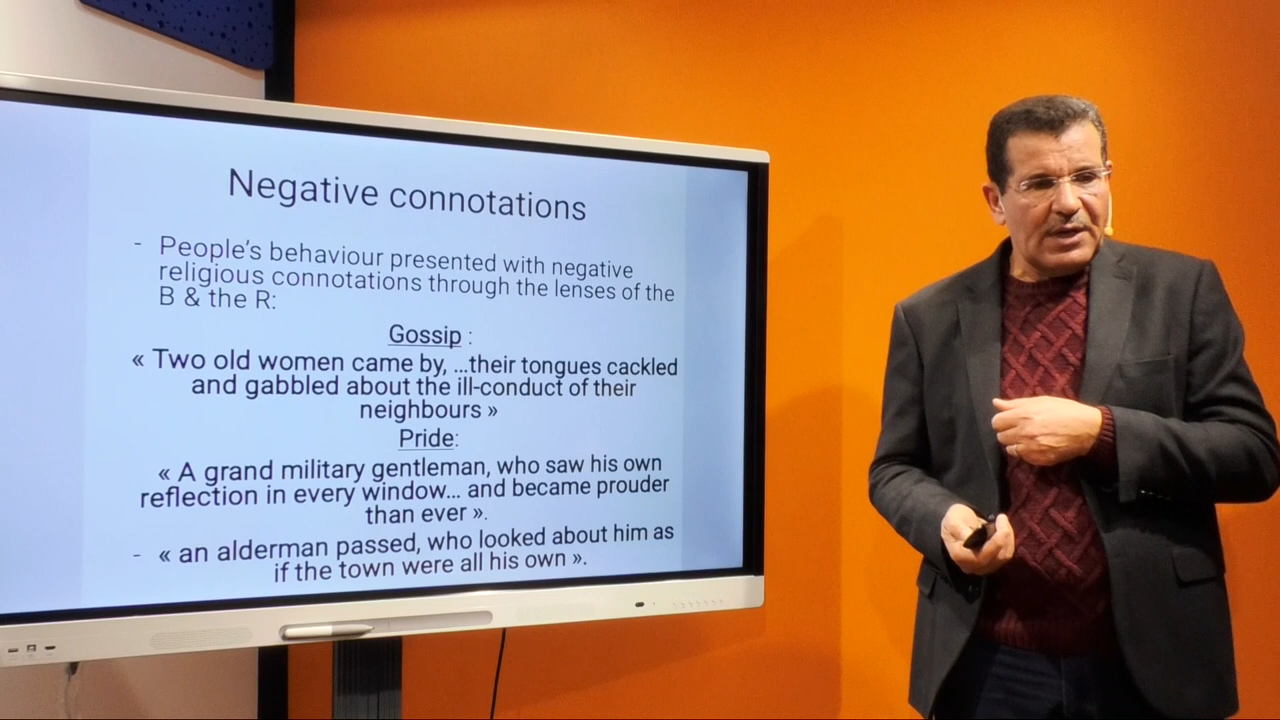 Negative connotations
- People's behaviour presented with negative
religious connotations through the lenses of the
B & the R:
Gossip :
« Two old women came by, ...their tongues cackled
and gabbled about the ill-conduct of their
neighbours »
Pride:
« A grand military gentleman, who saw his own
reflection in every window... and became prouder
than ever ».
- « an alderman passed, who looked about him as
if the town were all his own ».